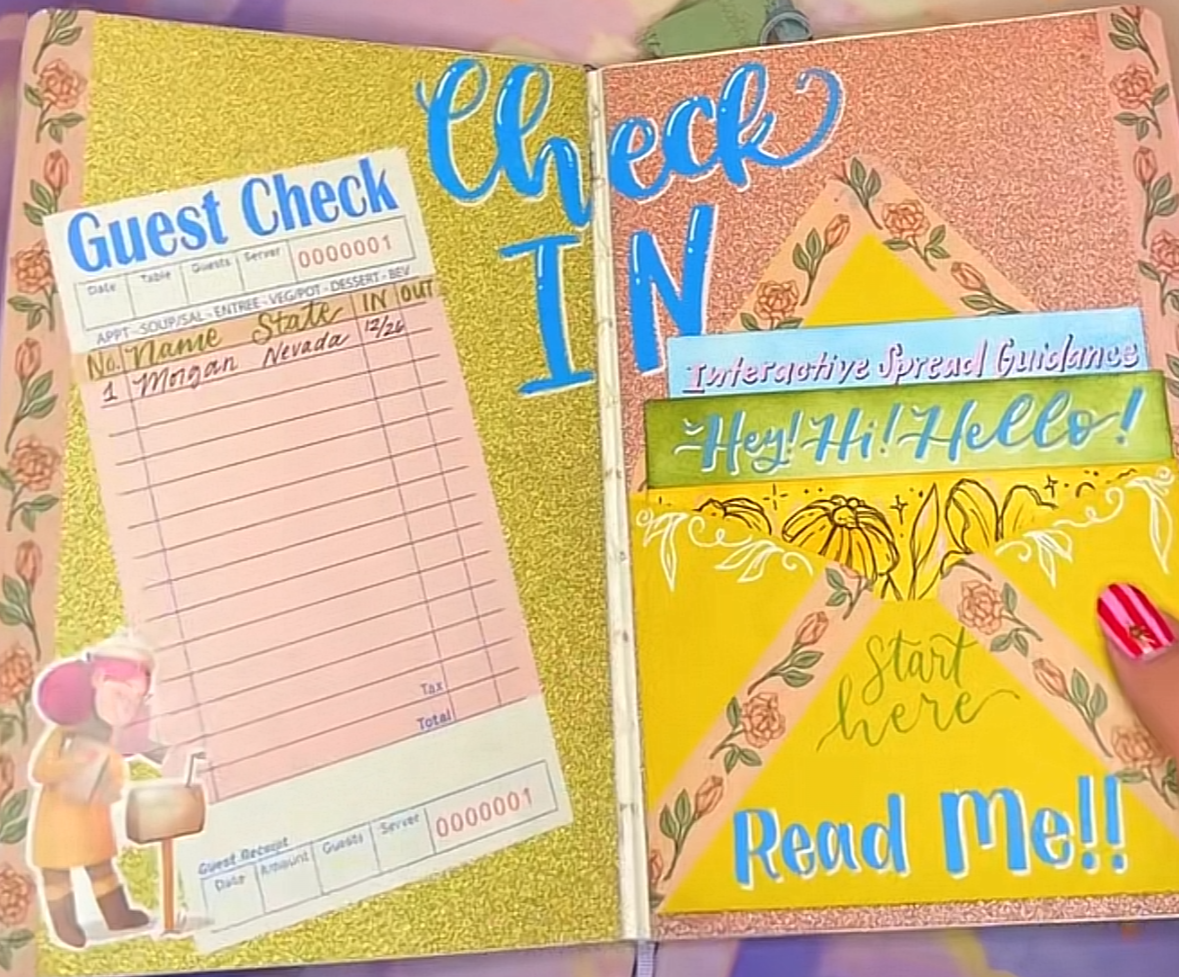 Check
IN
Guest Check
Date Table Guests Server 0000001
APPT - SOUP/SAL - ENTREE - VEG/POT - DESSERT - BEV
No. Name State IN OUT
1 Morgan Nevada 12/26
Tax
Total
Guest Receipt
Date Amount Guests Server 0000001
Interactive Spread Guidance
Hey! Hi! Hello!
Start
here
Read Me!!